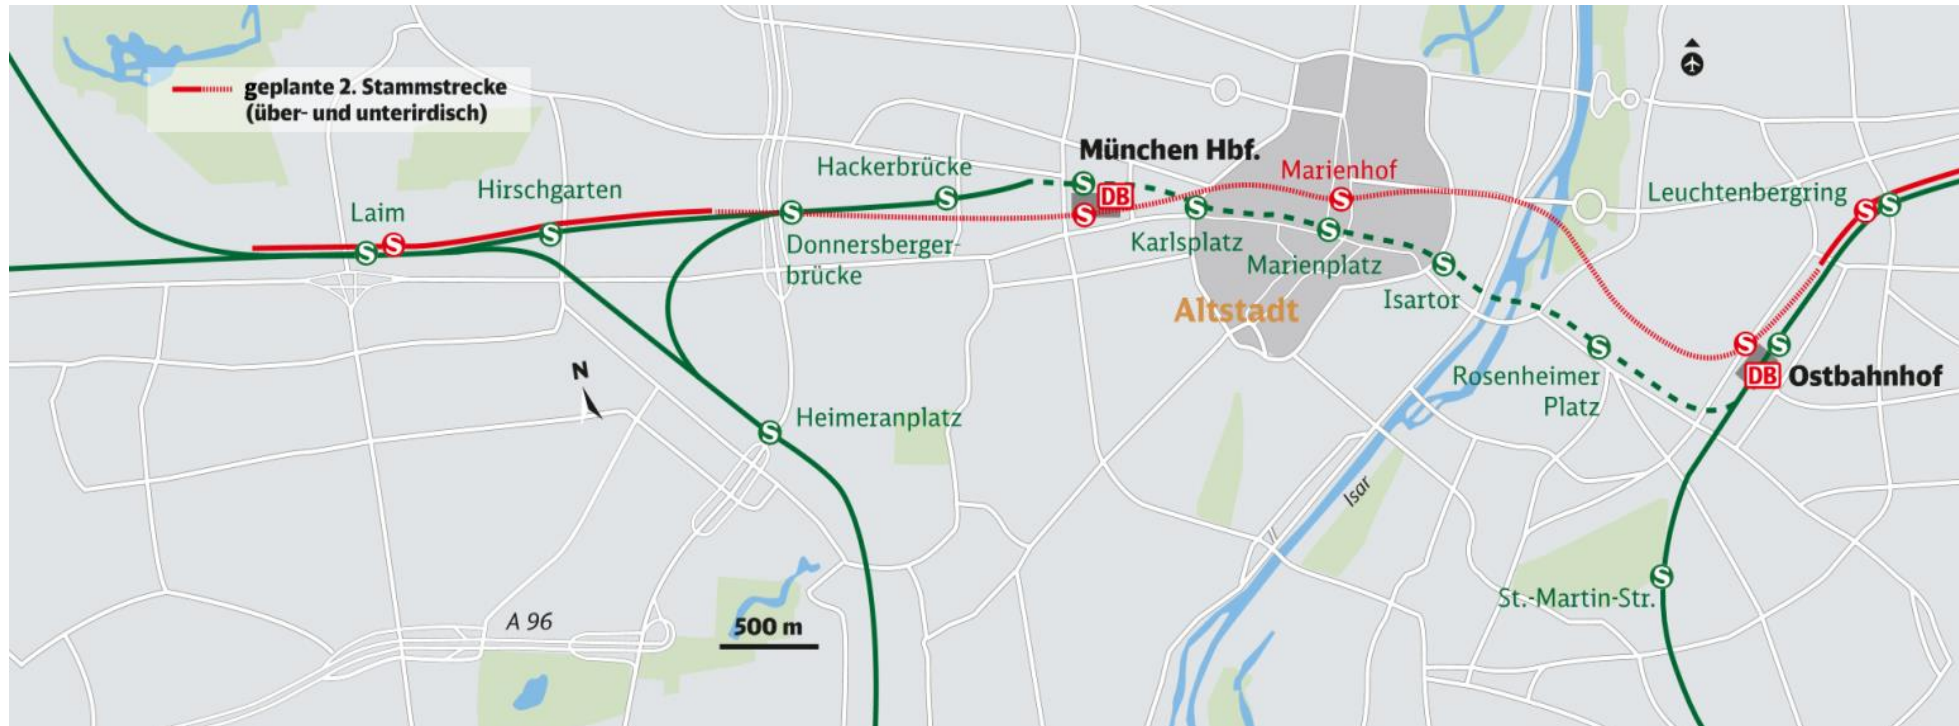 geplante 2. Stammstrecke
(über- und unterirdisch)
München Hbf.
DB
Hackerbrücke
Marienhof
Hirschgarten
Leuchtenbergring
Laim
S
S
S
S
S
S
S
S
S
S
S
S
S
S
Donnersberger-
brücke
Karlsplatz
Marienplatz
Isartor
Altstadt
S
S
S
N
Rosenheimer
Platz
DB
Ostbahnhof
Heimeranplatz
S
Isar
S
St.-Martin-Str.
A 96
500 m